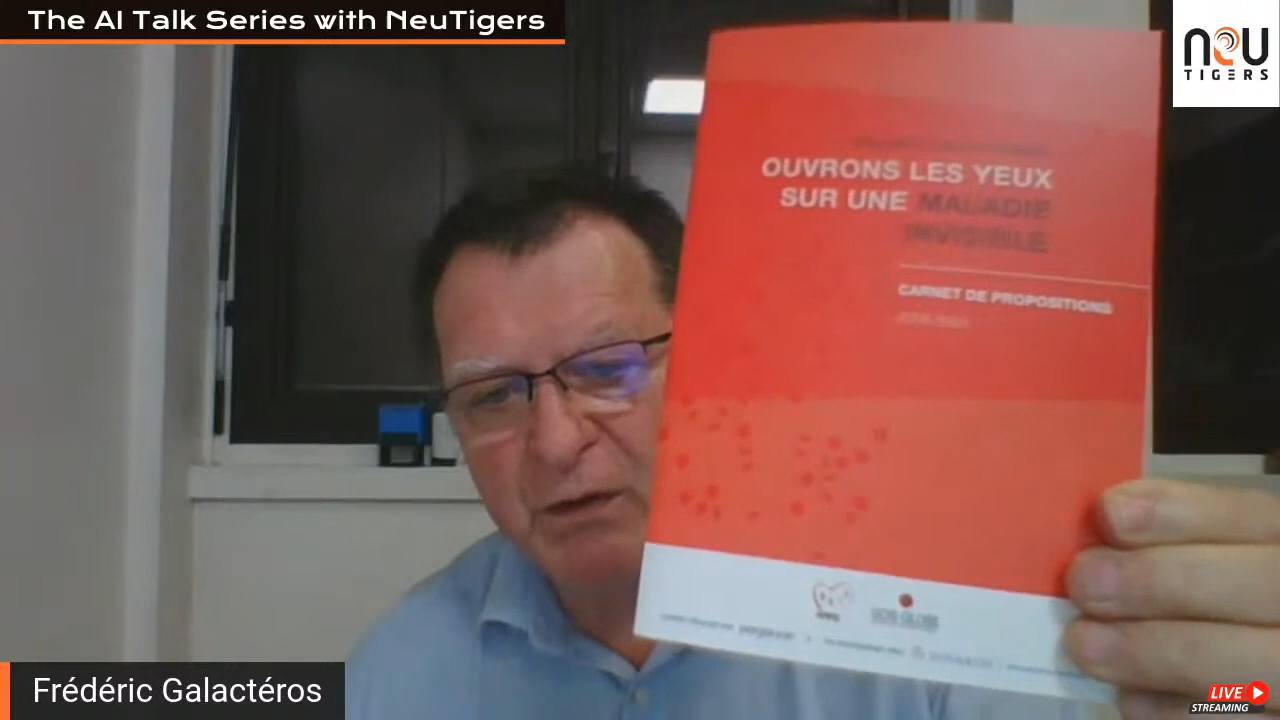 The AI Talk Series with NeuTigers
neu
TIGERS
OUVRONS LES YEUX
SUR UNE MALADIE
INVISIBLE
CARNET DE PROPOSITIONS
SOS GLOBI
Frédéric Galactéros
LIVE
STREAMING